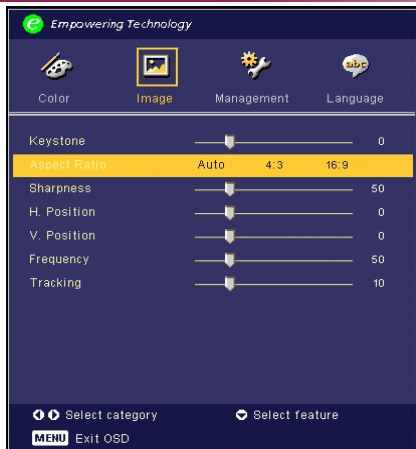 e Empowering Technology
Color Image Management Language
Keystone 0
Aspect Ratio Auto 4:3 16:9
Sharpness 50
H. Position 0
V. Position 0
Frequency 50
Tracking 10
Select category Select feature
MENU Exit OSD